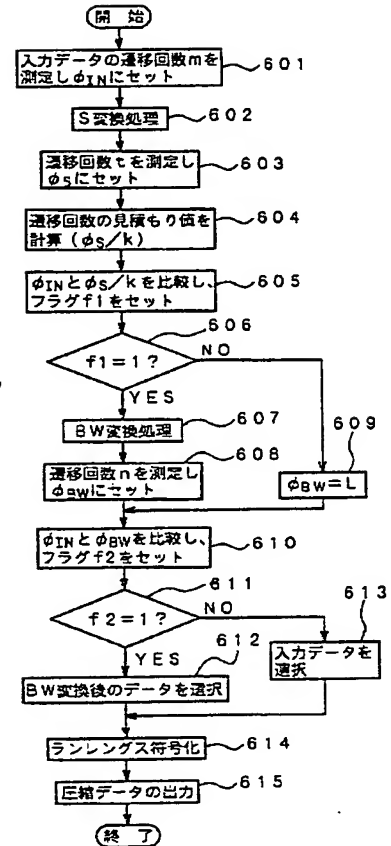 開 始
入力データの遷移回数mを
測定しφINにセット
601
S変換処理
602
遷移回数tを測定し
φSにセット
603
遷移回数の見積もり値を
計算(φS/k)
604
φINとφS/kを比較し、
フラグf1をセット
605
606
f1=1?
NO
YES
BW変換処理
607
608
609
遷移回数nを測定し
φBWにセット
φBW=L
φINとφBWを比較し、
フラグf2をセット
610
611
613
f2=1?
NO
入力データを
選択
YES
612
BW変換後のデータを選択
ランレングス符号化
614
圧縮データの出力
615
終 了